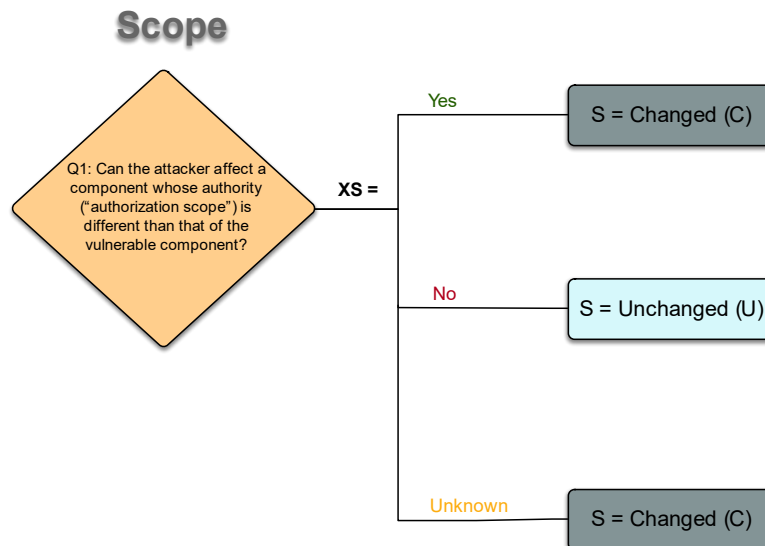 Scope
Q1: Can the attacker affect a
component whose authority
(“authorization scope”) is
different than that of the
vulnerable component?
XS =
Yes
S = Changed (C)
No
S = Unchanged (U)
Unknown
S = Changed (C)